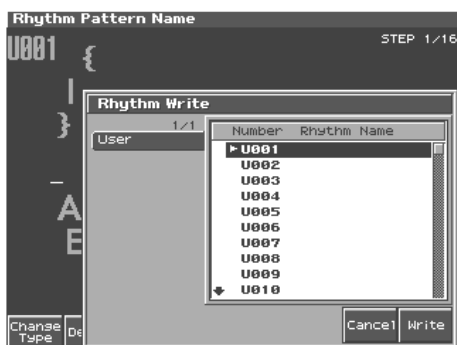 Rhythm Pattern Name
U001 {
STEP 1/16
|
}
_
A
E
Rhythm Write
1/1
User
Number Rhythm Name
►U001
U002
U003
U004
U005
U006
U007
U008
U009
U010
Change Type
De
Cancel
Write